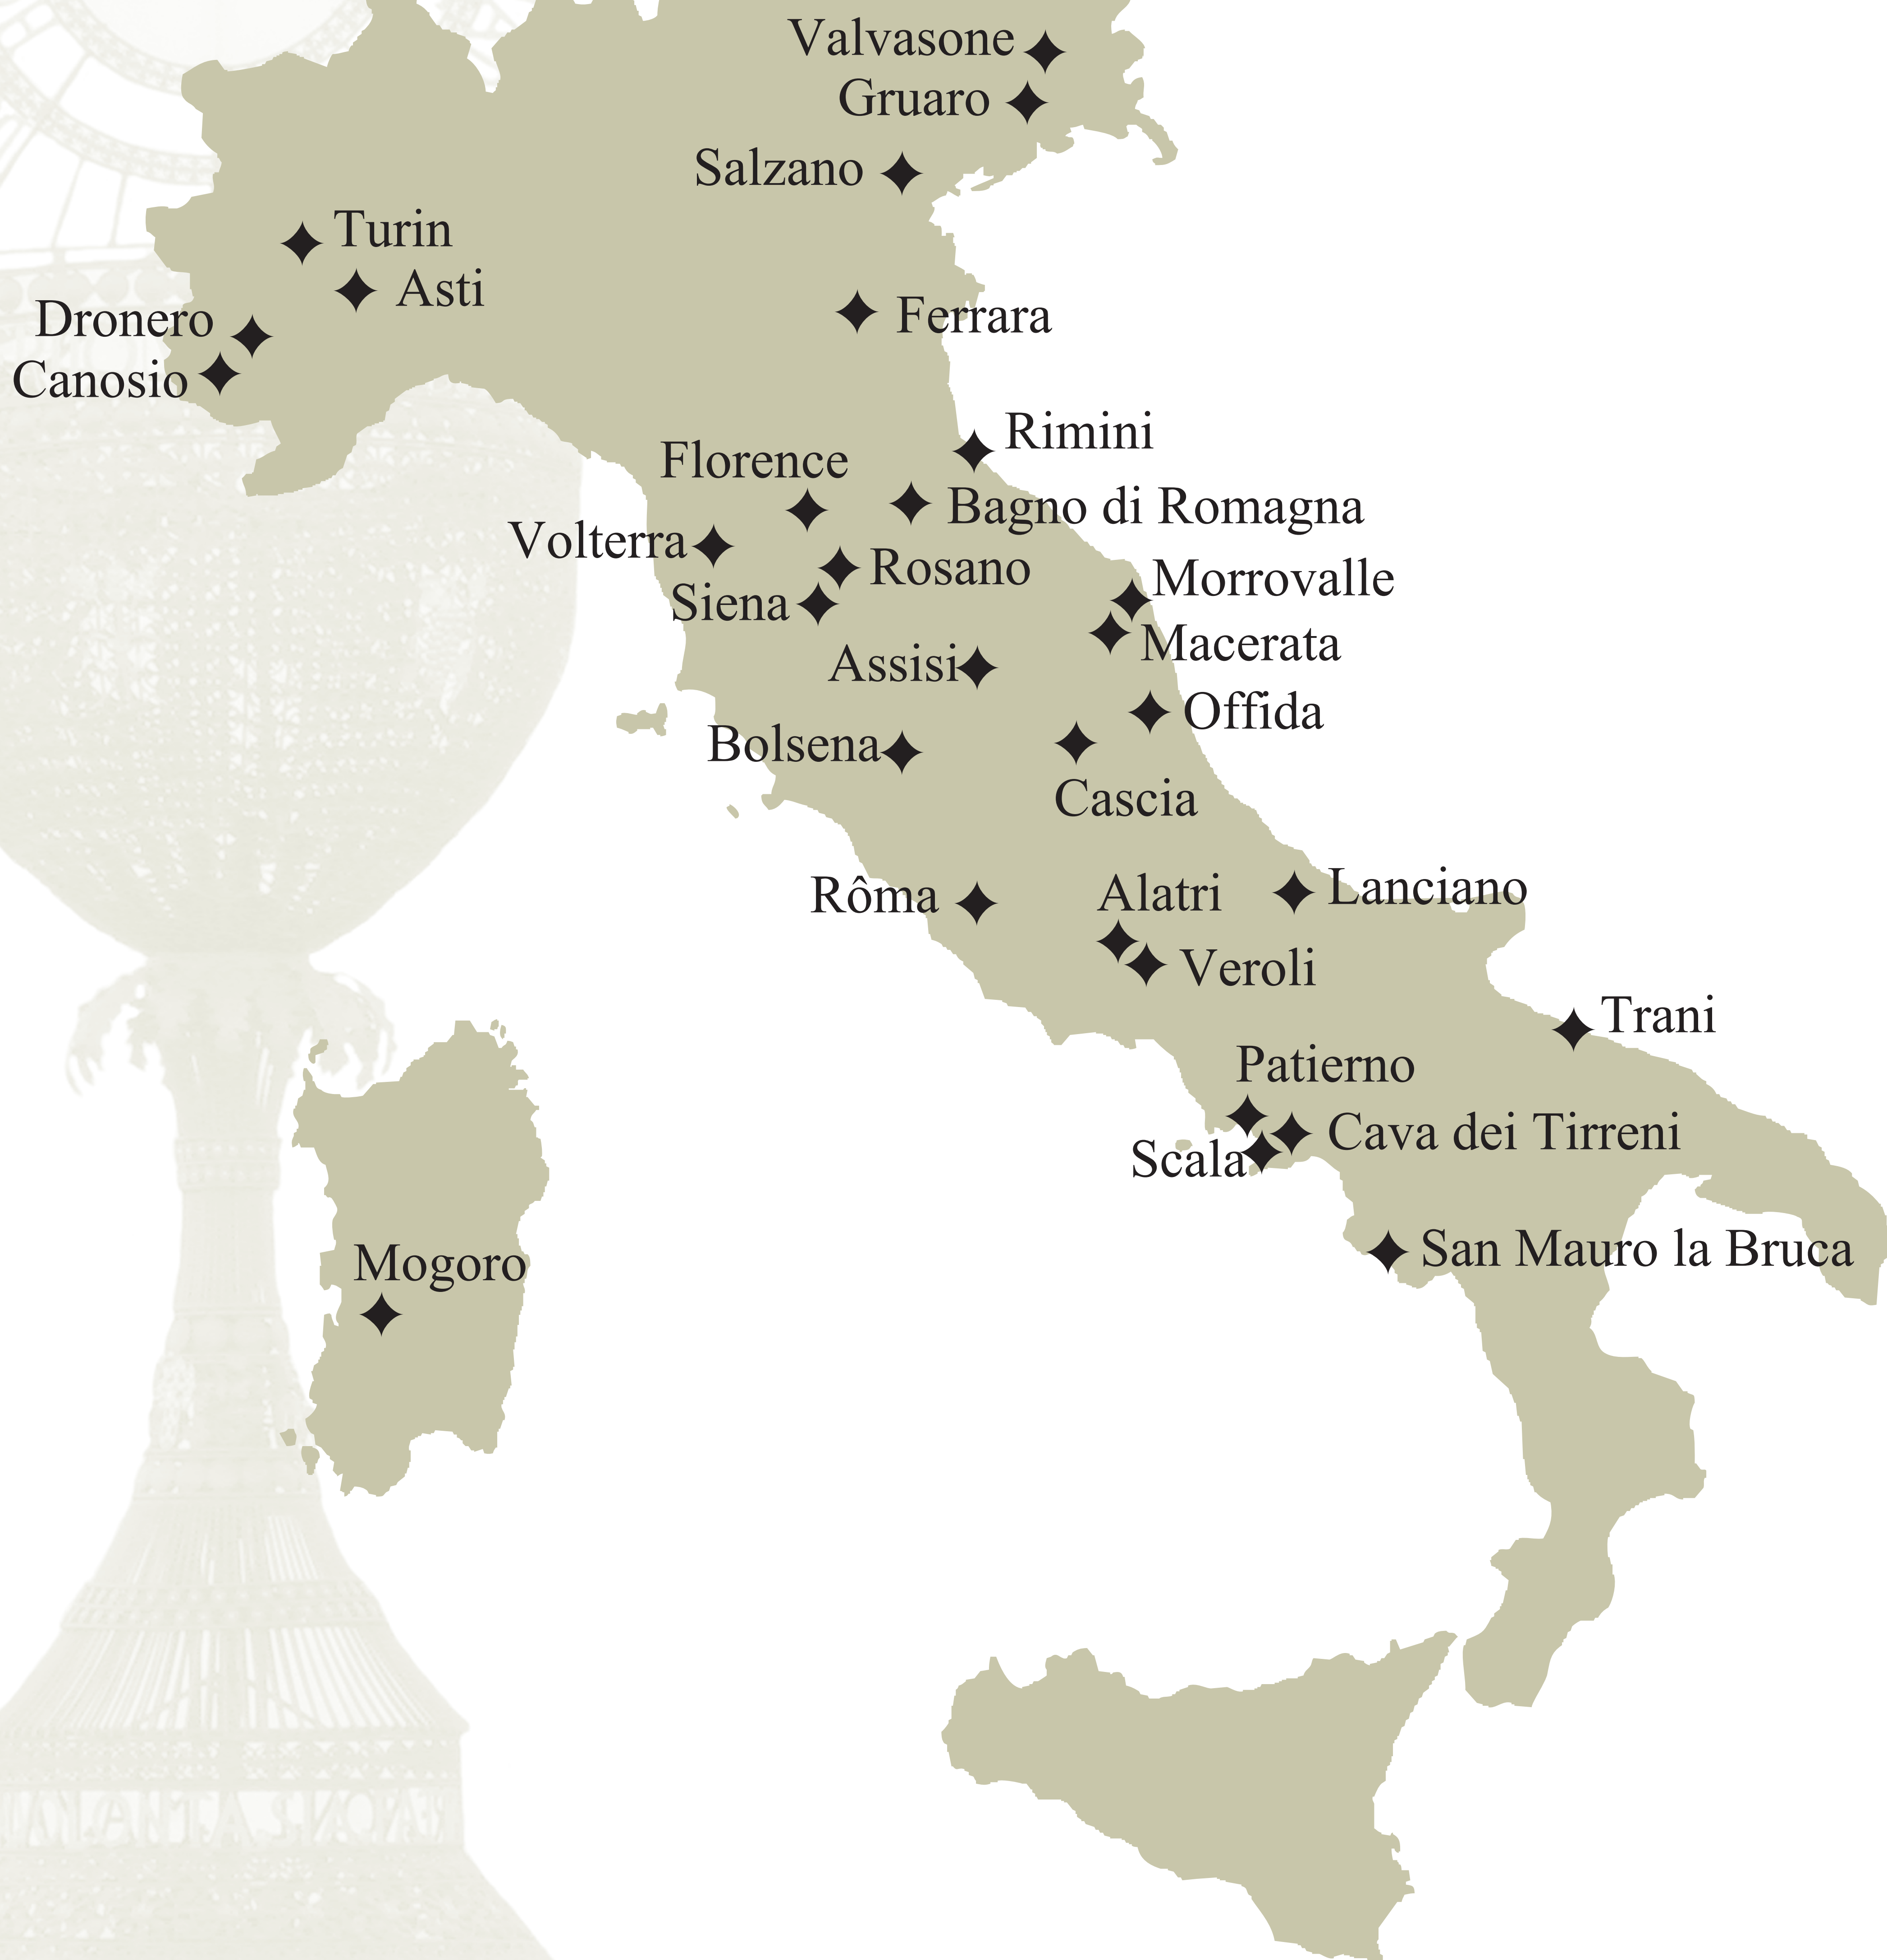 Valvasone
Gruaro
Salzano
Turin
Asti
Dronero
Canosio
Ferrara
Rimini
Florence
Bagno di Romagna
Volterra
Rosano
Morrovalle
Siena
Macerata
Assisi
Offida
Bolsena
Cascia
Rôma
Alatri
Lanciano
Veroli
Trani
Patierno
Cava dei Tirreni
Scala
San Mauro la Bruca
Mogoro